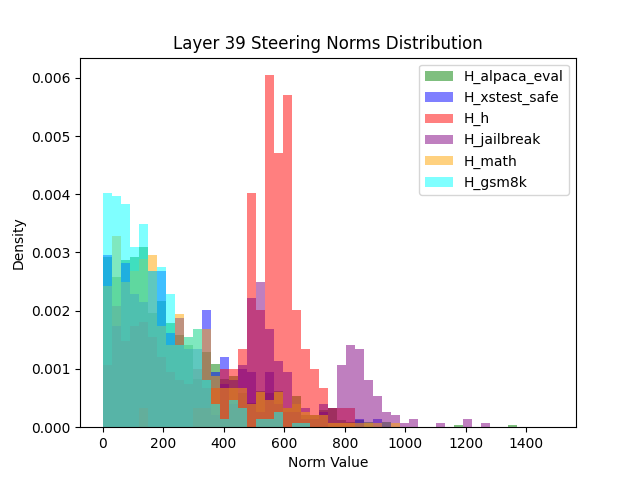 Layer 39 Steering Norms Distribution
0.006
0.005
0.004
0.003
0.002
0.001
0.000
Density
H_alpaca_eval
H_xstest_safe
H_h
H_jailbreak
H_math
H_gsm8k
0 200 400 600 800 1000 1200 1400
Norm Value